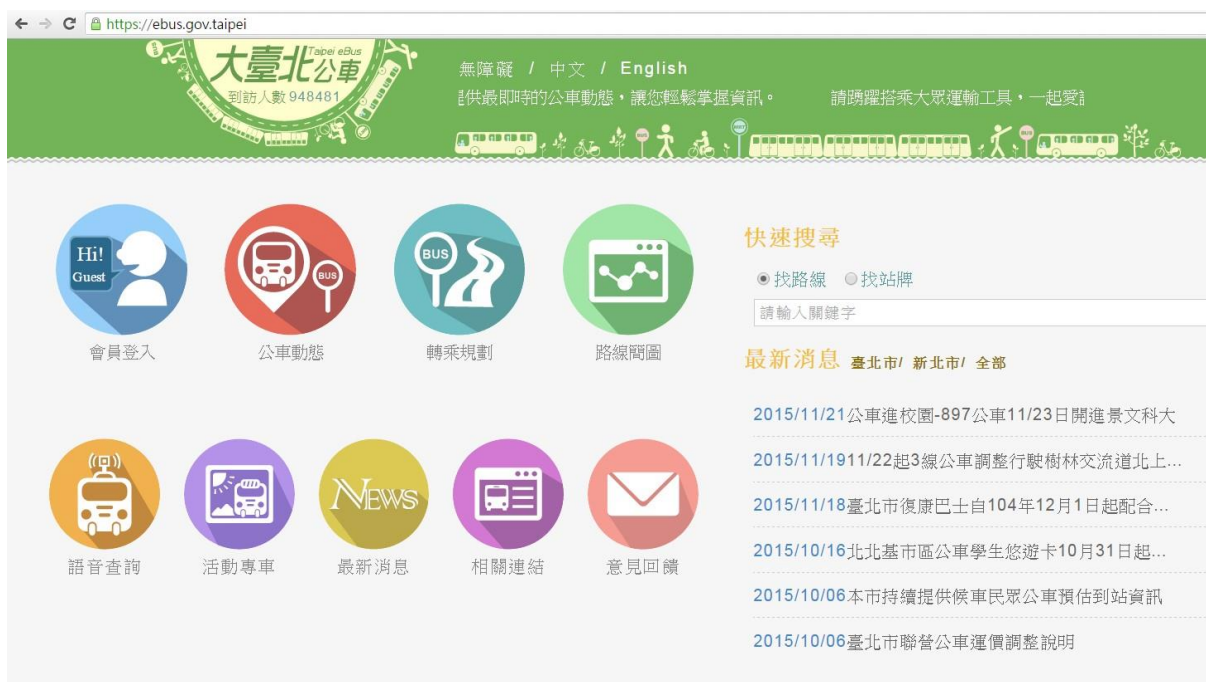 https://ebus.gov.taipei
大臺北公車
Taipei eBus
到訪人數 948481
無障礙 / 中文 / English
供最即時的公車動態，讓您輕鬆掌握資訊。 請踴躍搭乘大眾運輸工具，一起愛
BUS
BUS
Hi!
Guest
BUS
BUS
會員登入
公車動態
轉乘規劃
路線簡圖
NEWS
語音查詢
活動專車
最新消息
相關連結
意見回饋
快速搜尋
找路線 找站牌
請輸入關鍵字
最新消息 臺北市/ 新北市/ 全部
2015/11/21公車進校園-897公車11/23日開進景文科大
2015/11/1911/22起3線公車調整行駛樹林交流道北上...
2015/11/18臺北市復康巴士自104年12月1日起配合...
2015/10/16北北基市區公車學生悠遊卡10月31日起...
2015/10/06本市持續提供候車民眾公車預估到站資訊
2015/10/06臺北市聯營公車運價調整說明